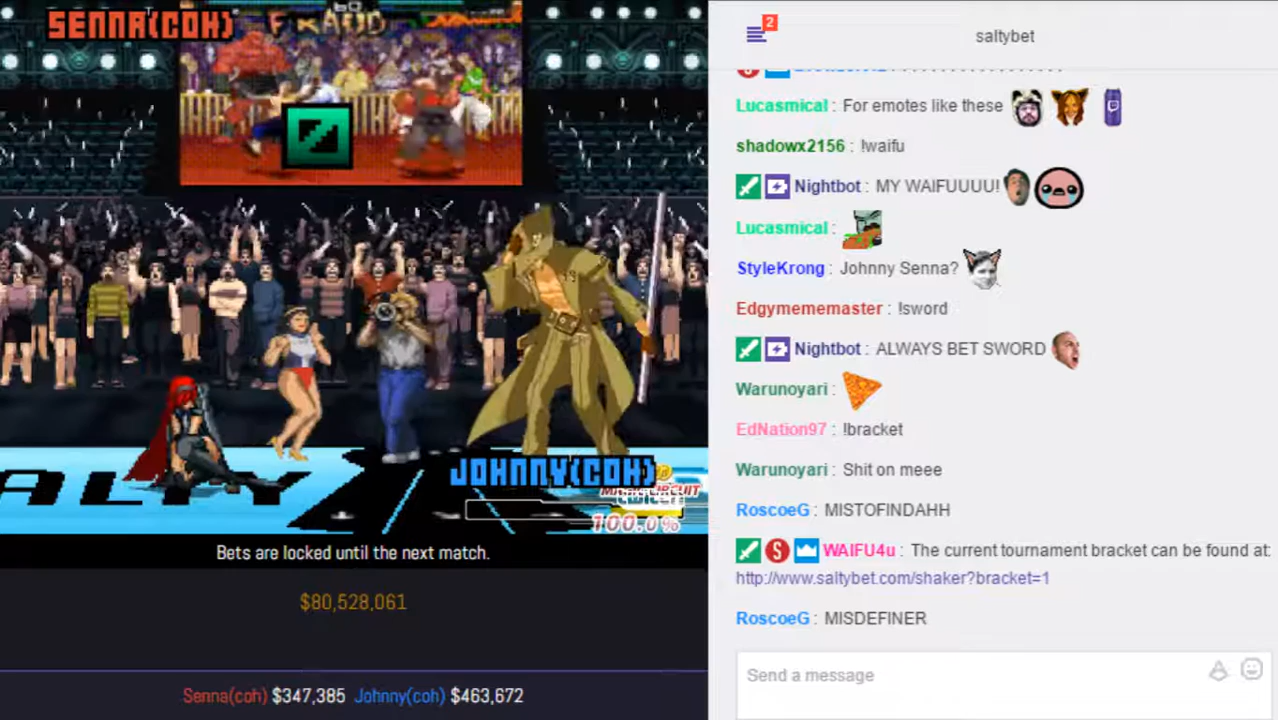 SENNA(COH)
saltybet
2
Lucasmical : For emotes like these
shadowx2156 : !waifu
Nightbot : MY WAIFUUUU!
Lucasmical :
StyleKrong : Johnny Senna?
Edgymememaster : !sword
Nightbot : ALWAYS BET SWORD
Warunoyari :
EdNation97 : !bracket
Warunoyari : Shit on meee
RoscoeG : MISTOFINDAHH
WAIFU4u : The current tournament bracket can be found at:
http://www.saltybet.com/shaker?bracket=1
RoscoeG : MISDEFINER
Send a message
ALTY
JOHNNY(COH)
100.0%
Bets are locked until the next match.
$80,528,061
Senna(coh) $347,385 Johnny(coh) $463,672